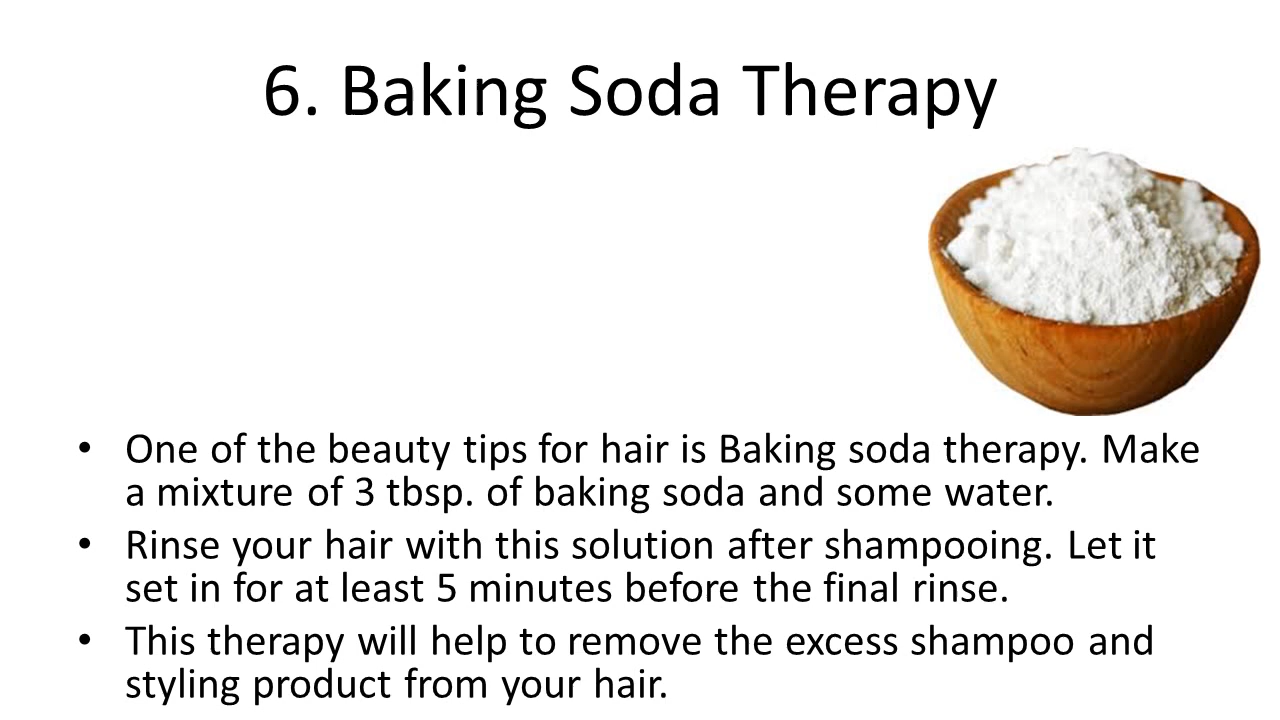 6. Baking Soda Therapy
• One of the beauty tips for hair is Baking soda therapy. Make
a mixture of 3 tbsp. of baking soda and some water.
• Rinse your hair with this solution after shampooing. Let it
set in for at least 5 minutes before the final rinse.
• This therapy will help to remove the excess shampoo and
styling product from your hair.